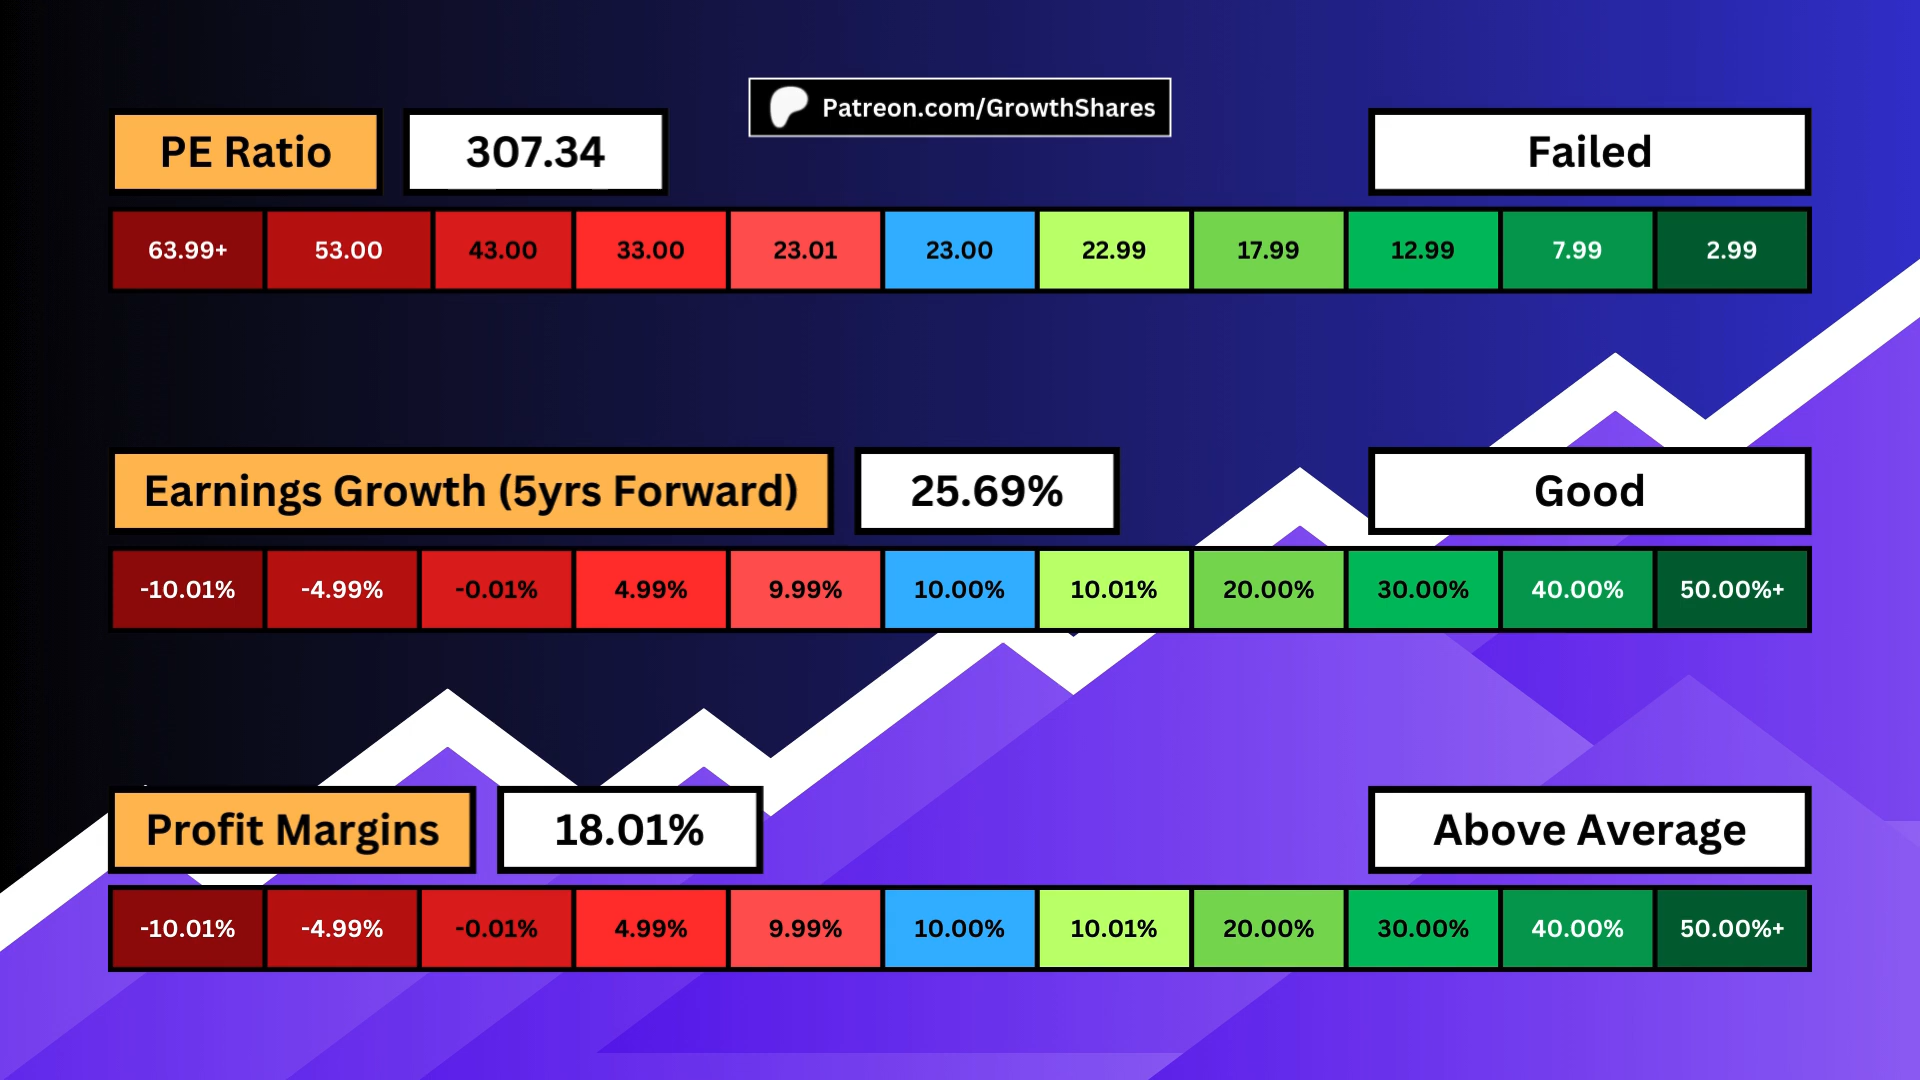 Patreon.com/GrowthShares
PE Ratio 307.34 Failed
63.99+ 53.00 43.00 33.00 23.01 23.00 22.99 17.99 12.99 7.99 2.99
Earnings Growth (5yrs Forward) 25.69% Good
-10.01% -4.99% -0.01% 4.99% 9.99% 10.00% 10.01% 20.00% 30.00% 40.00% 50.00%+
Profit Margins 18.01% Above Average
-10.01% -4.99% -0.01% 4.99% 9.99% 10.00% 10.01% 20.00% 30.00% 40.00% 50.00%+